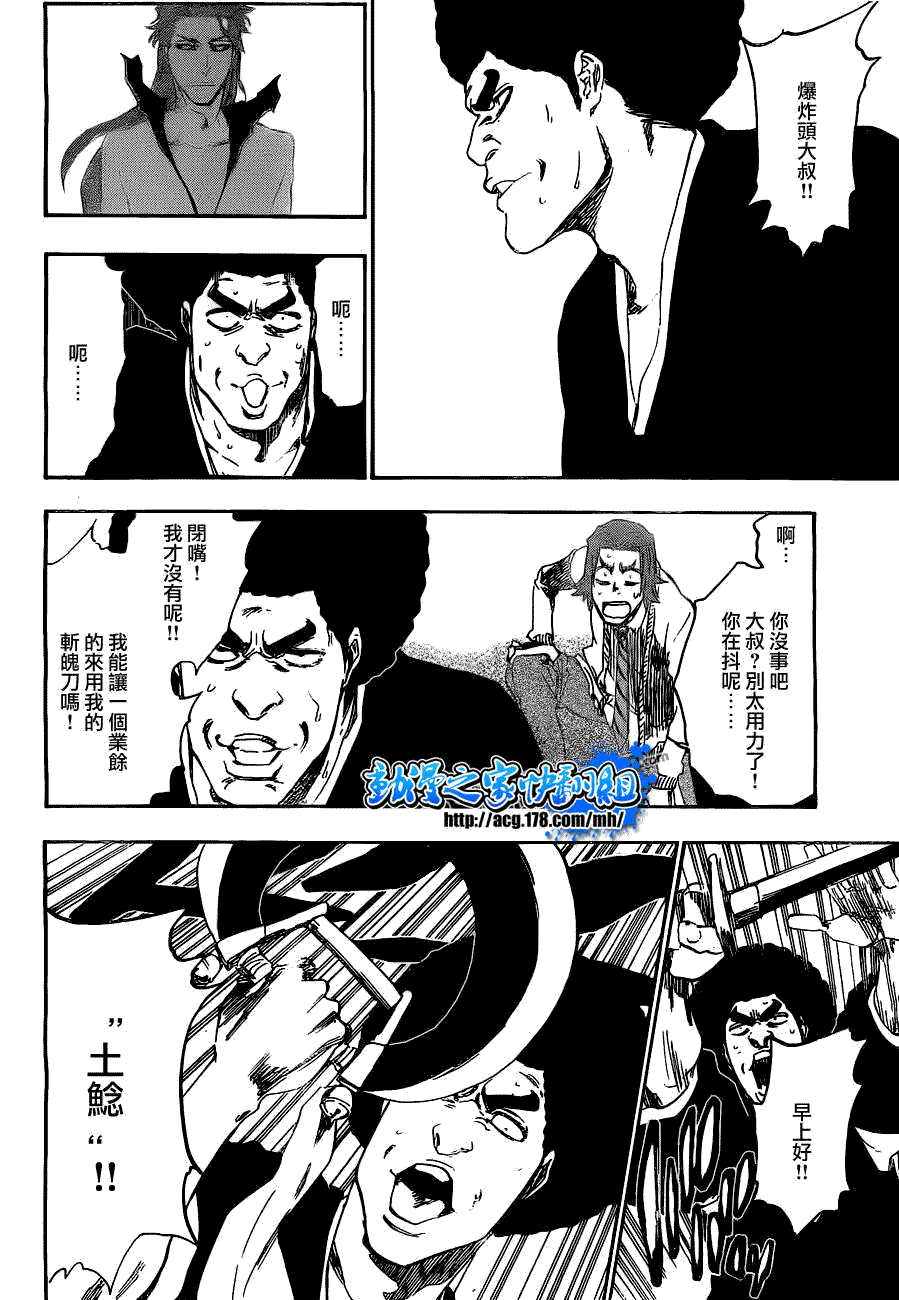 爆炸頭大叔!!
呃……
呃……
啊…
你沒事吧
大叔?別太用力了!
你在抖呢……
閉嘴!
我才沒有呢!!
我能讓一個業餘
的來用我的
斬魄刀嗎!
動漫之家快翻組
http://acg.178.com/mh/
早上好!!
"土鯰"!!